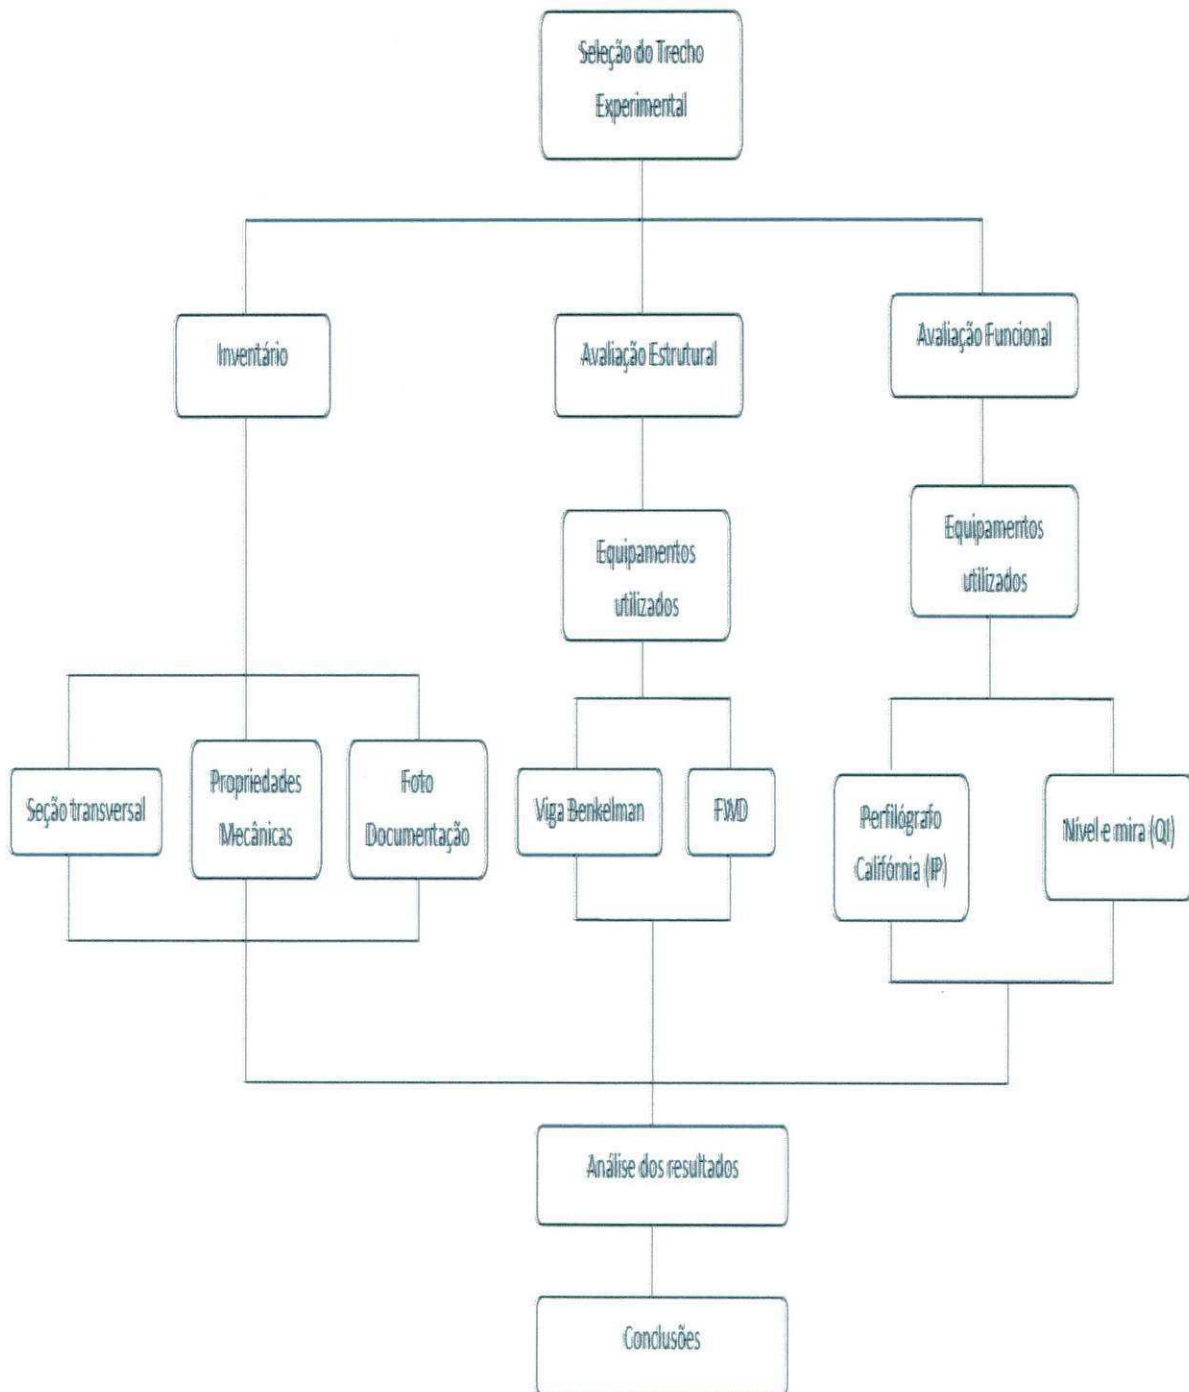 Seleção do Trecho
Experimental
Inventário
Avaliação Estrutural
Avaliação Funcional
Equipamentos
utilizados
Equipamentos
utilizados
Seção transversal
Propriedades
Mecânicas
Foto
Documentação
Viga Benkelman
FWD
Perfilógrafo
Califórnia (IP)
Nível e mira (QI)
Análise dos resultados
Conclusões